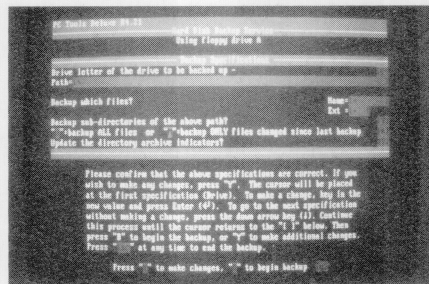 PC Tools Deluxe R4.21
Hard Disk Backup Service
Using floppy drive A
Backup Specifications
Drive letter of the drive to be backed up -
Path=
Backup which files? Name=
Ext =
Backup sub-directories of the above path?
" "=backup ALL files or " "=backup ONLY files changed since last backup
Update the directory archive indicators?
Please confirm that the above specifications are correct. If you
wish to make any changes, press "Y". The cursor will be placed
at the first specification (Drive). To make a change, key in the
new value and press Enter (↵). To go to the next specification
without making a change, press the down arrow key (↓). Continue
this process until the cursor returns to the "[ ]" below. Then
press " " to begin the backup, or "Y" to make additional changes.
Press at any time to end the backup.
Press " " to make changes, " " to begin backup